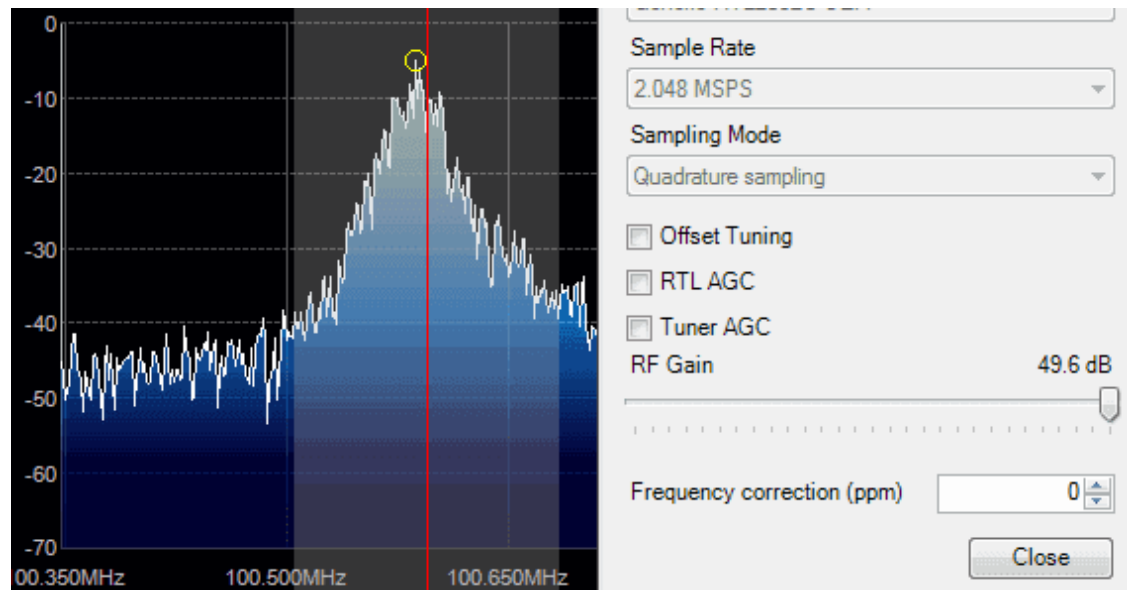 0
-10
-20
-30
-40
-50
-60
-70
00.350MHz 100.500MHz 100.650MHz
Sample Rate
2.048 MSPS
Sampling Mode
Quadrature sampling
Offset Tuning
RTL AGC
Tuner AGC
RF Gain 49.6 dB
Frequency correction (ppm) 0
Close